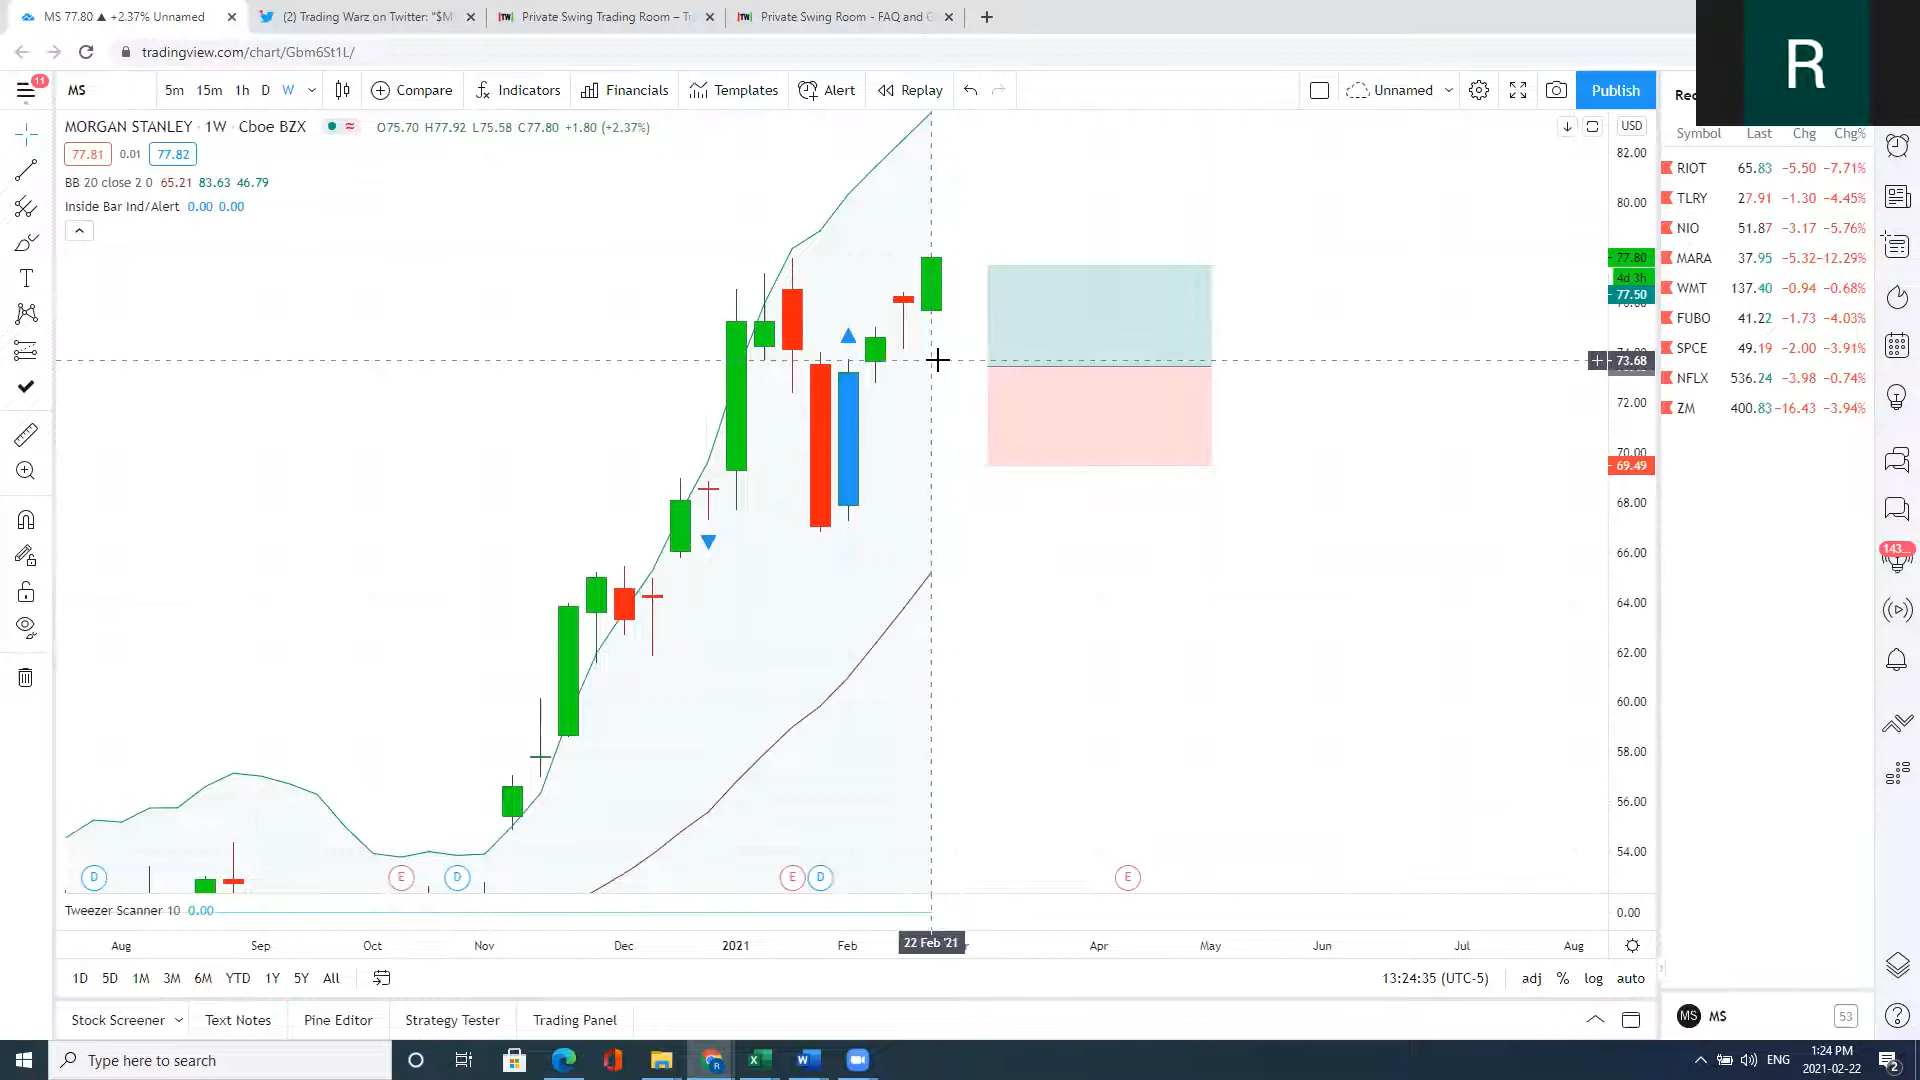 MS 77.80 ▲ +2.37% Unnamed
(2) Trading Warz on Twitter: "$M
Private Swing Trading Room – Tr
Private Swing Room - FAQ and G
tradingview.com/chart/Gbm6St1L/
R
11
MS
5m 15m 1h D W
Compare
Indicators
Financials
Templates
Alert
Replay
Unnamed
Publish
MORGAN STANLEY · 1W · Cboe BZX
O75.70 H77.92 L75.58 C77.80 +1.80 (+2.37%)
77.81 0.01 77.82
BB 20 close 2 0 65.21 83.63 46.79
Inside Bar Ind/Alert 0.00 0.00
USD
82.00
80.00
77.80
4d 3h
77.50
73.68
72.00
70.00
69.49
68.00
66.00
64.00
62.00
60.00
58.00
56.00
54.00
D E D E D E
Tweezer Scanner 10 0.00
0.00
Aug Sep Oct Nov Dec 2021 Feb 22 Feb '21 Apr May Jun Jul Aug
1D 5D 1M 3M 6M YTD 1Y 5Y All
13:24:35 (UTC-5)
adj % log auto
Stock Screener
Text Notes
Pine Editor
Strategy Tester
Trading Panel
Symbol Last Chg Chg%
RIOT 65.83 −5.50 −7.71%
TLRY 27.91 −1.30 −4.45%
NIO 51.87 −3.17 −5.76%
MARA 37.95 −5.32 −12.29%
WMT 137.40 −0.94 −0.68%
FUBO 41.22 −1.73 −4.03%
SPCE 49.19 −2.00 −3.91%
NFLX 536.24 −3.98 −0.74%
ZM 400.83 −16.43 −3.94%
143
MS MS 53
Type here to search
ENG
1:24 PM
2021-02-22
2